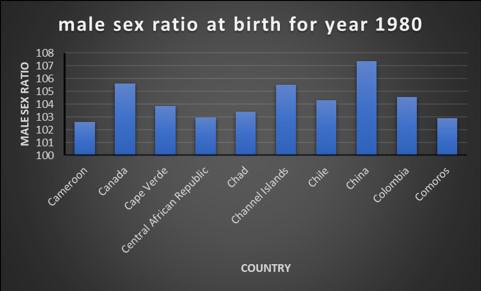 male sex ratio at birth for year 1980
MALE SEX RATIO
108
107
106
105
104
103
102
101
100
Cameroon
Canada
Cape Verde
Central African Republic
Chad
Channel Islands
Chile
China
Colombia
Comoros
COUNTRY